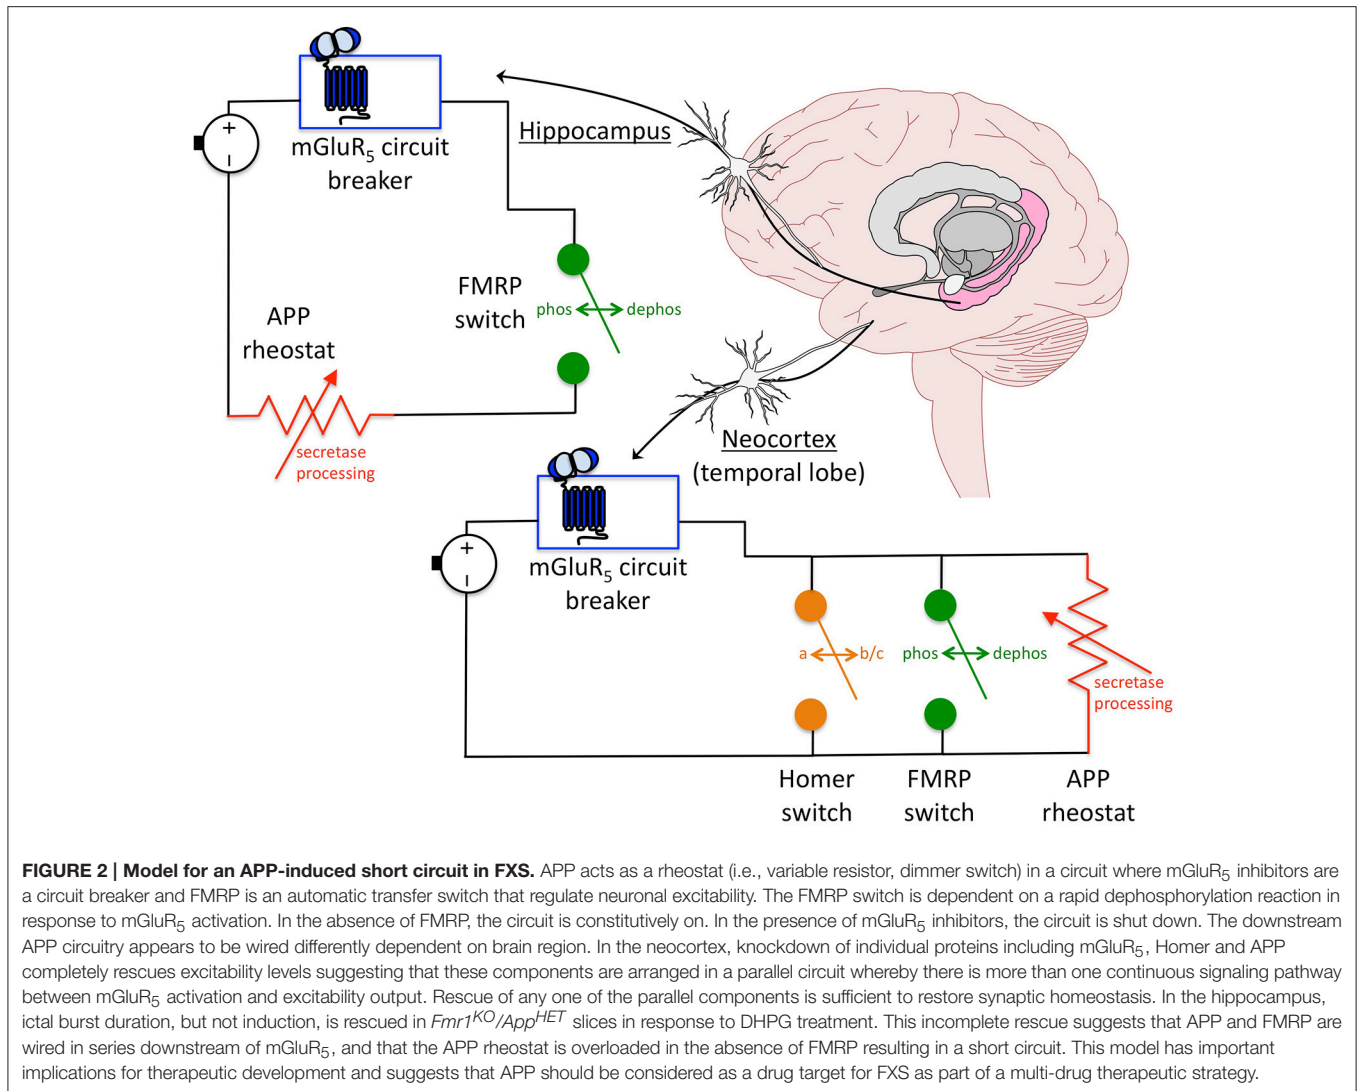 +
−
mGluR5 circuit
breaker
Hippocampus
FMRP
switch
phos
dephos
APP
rheostat
secretase
processing
Neocortex
(temporal lobe)
+
−
mGluR5 circuit
breaker
a
b/c
phos
dephos
secretase
processing
Homer
switch
FMRP
switch
APP
rheostat
FIGURE 2 | Model for an APP-induced short circuit in FXS. APP acts as a rheostat (i.e., variable resistor, dimmer switch) in a circuit where mGluR5 inhibitors are
a circuit breaker and FMRP is an automatic transfer switch that regulate neuronal excitability. The FMRP switch is dependent on a rapid dephosphorylation reaction in
response to mGluR5 activation. In the absence of FMRP, the circuit is constitutively on. In the presence of mGluR5 inhibitors, the circuit is shut down. The downstream
APP circuitry appears to be wired differently dependent on brain region. In the neocortex, knockdown of individual proteins including mGluR5, Homer and APP
completely rescues excitability levels suggesting that these components are arranged in a parallel circuit whereby there is more than one continuous signaling pathway
between mGluR5 activation and excitability output. Rescue of any one of the parallel components is sufficient to restore synaptic homeostasis. In the hippocampus,
ictal burst duration, but not induction, is rescued in Fmr1KO/AppHET slices in response to DHPG treatment. This incomplete rescue suggests that APP and FMRP are
wired in series downstream of mGluR5, and that the APP rheostat is overloaded in the absence of FMRP resulting in a short circuit. This model has important
implications for therapeutic development and suggests that APP should be considered as a drug target for FXS as part of a multi-drug therapeutic strategy.